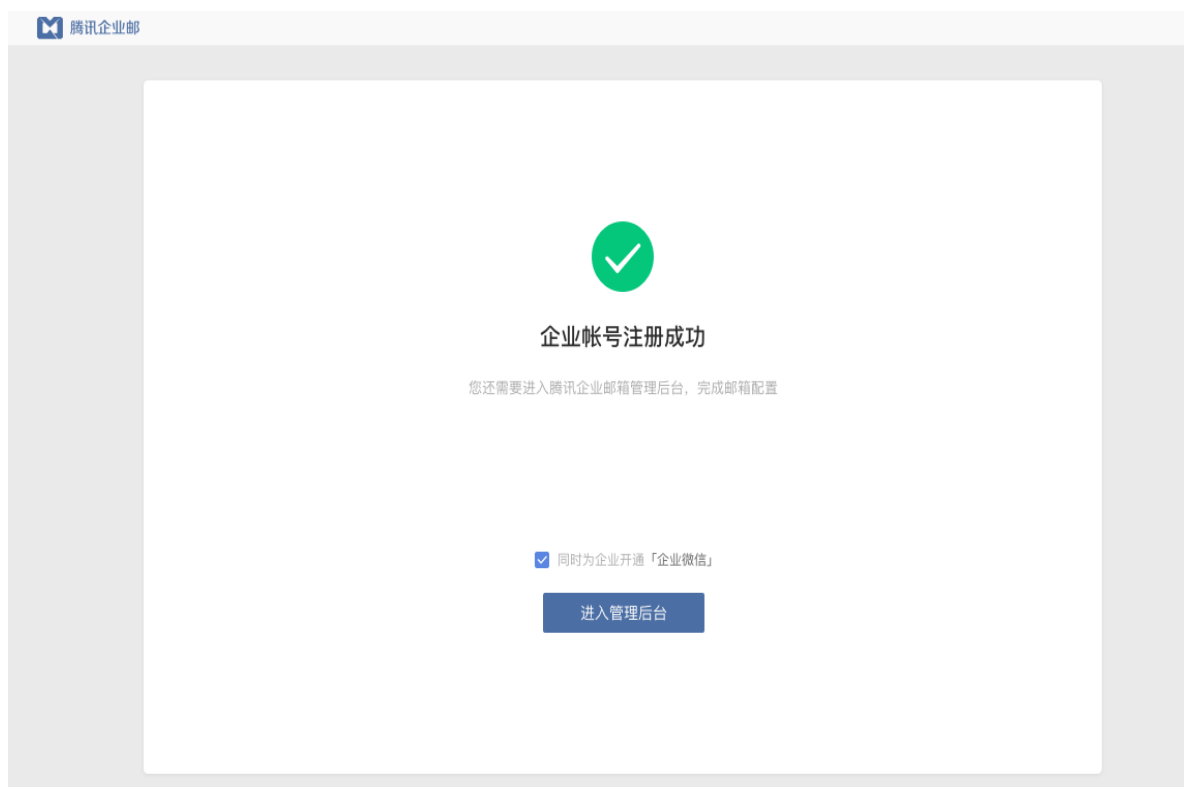 腾讯企业邮
企业帐号注册成功
您还需要进入腾讯企业邮箱管理后台，完成邮箱配置
同时为企业开通「企业微信」
进入管理后台